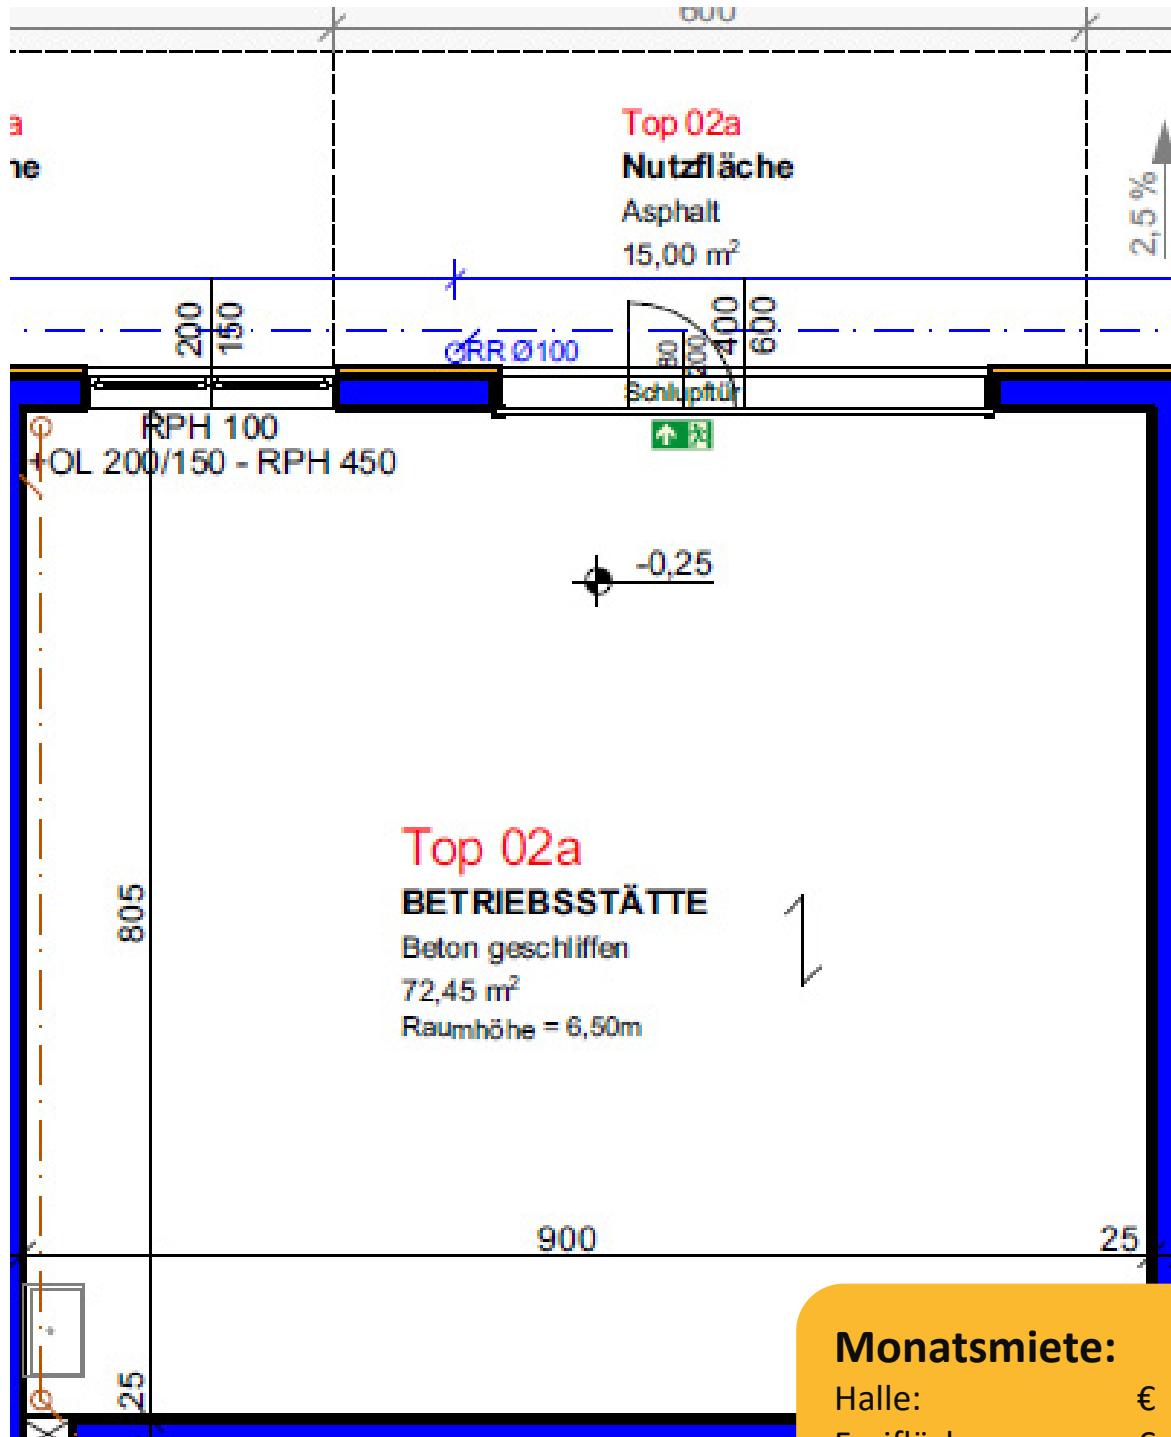 600
Top 02a
Nutzfläche
Asphalt
15,00 m²
2,5 %
a
ne
200
150
RR Ø100
80
200
400
600
Schlupftür
RPH 100
+OL 200/150 - RPH 450
-0,25
Top 02a
BETRIEBSSTÄTTE
Beton geschliffen
72,45 m²
Raumhöhe = 6,50m
805
900
25
25
Monatsmiete:
Halle: €